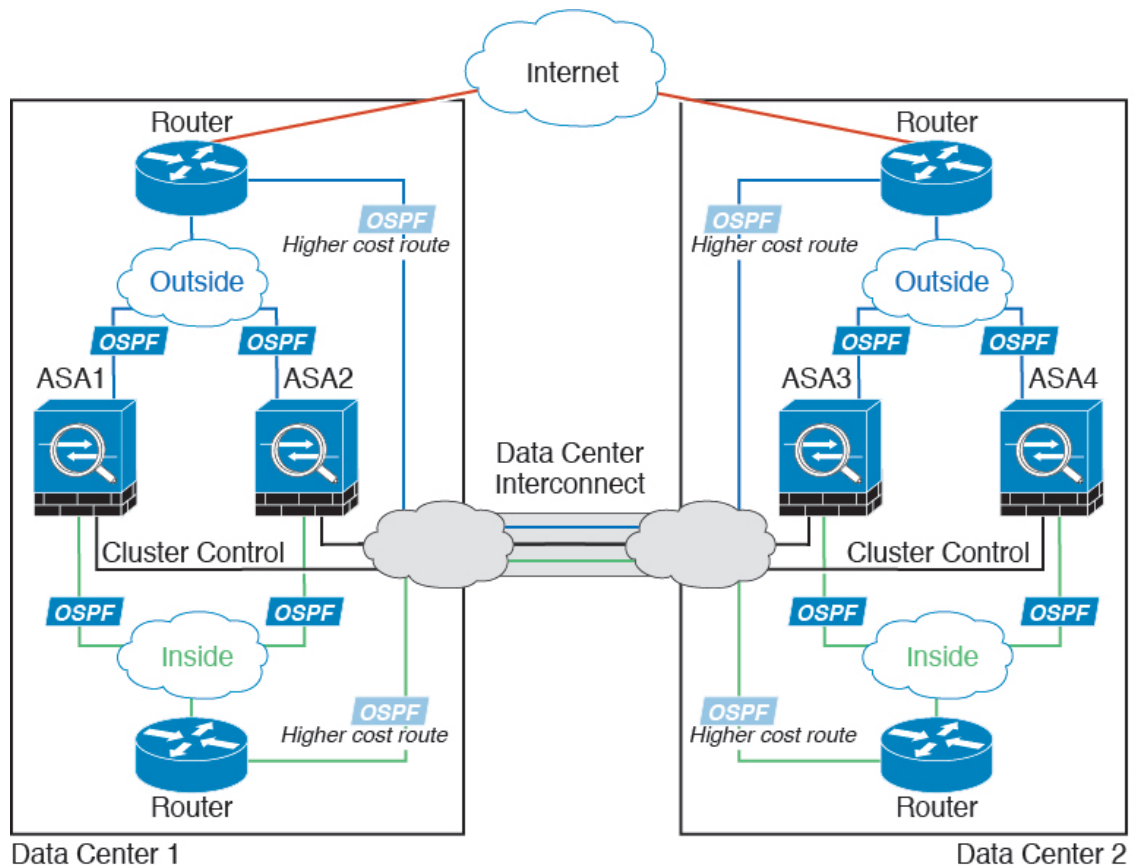 Internet
Router
Router
OSPF
Higher cost route
OSPF
Higher cost route
Outside
Outside
OSPF
OSPF
OSPF
OSPF
ASA1
ASA2
ASA3
ASA4
Data Center
Interconnect
Cluster Control
Cluster Control
OSPF
OSPF
OSPF
OSPF
Inside
Inside
OSPF
Higher cost route
OSPF
Higher cost route
Router
Router
Data Center 1
Data Center 2